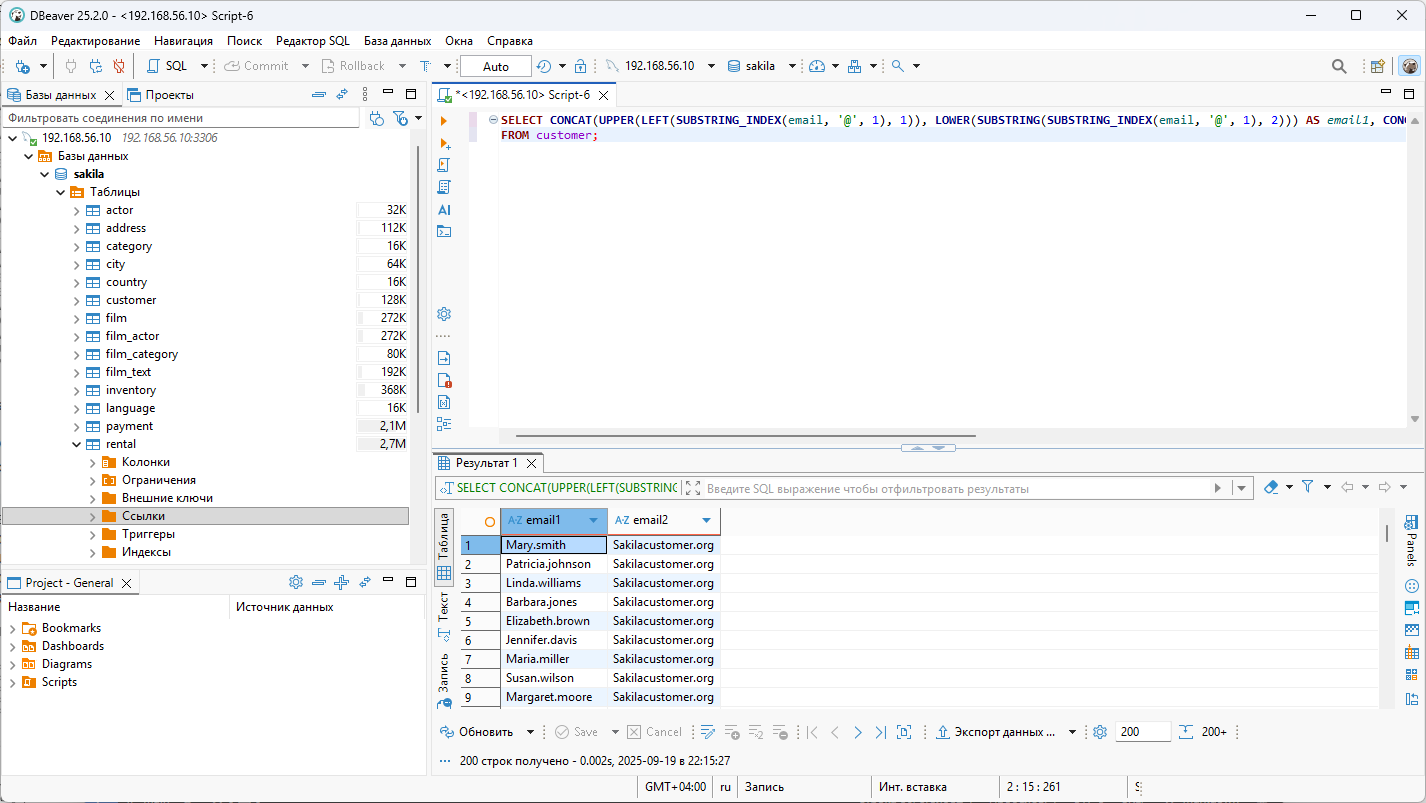 DBeaver 25.2.0 - <192.168.56.10> Script-6
Файл Редактирование Навигация Поиск Редактор SQL База данных Окна Справка
SQL Commit Rollback T Auto 192.168.56.10 sakila
Базы данных Проекты
*<192.168.56.10> Script-6
Фильтровать соединения по имени
SELECT CONCAT(UPPER(LEFT(SUBSTRING_INDEX(email, '@', 1), 1)), LOWER(SUBSTRING(SUBSTRING_INDEX(email, '@', 1), 2))) AS email1, CONC
FROM customer;
192.168.56.10 192.168.56.10:3306
Базы данных
sakila
Таблицы
actor 32K
address 112K
category 16K
city 64K
country 16K
customer 128K
film 272K
film_actor 272K
film_category 80K
film_text 192K
inventory 368K
language 16K
payment 2,1M
rental 2,7M
Колонки
Ограничения
Внешние ключи
Ссылки
Триггеры
Индексы
AI
Project - General
Название Источник данных
Bookmarks
Dashboards
Diagrams
Scripts
Результат 1
SELECT CONCAT(UPPER(LEFT(SUBSTRING Введите SQL выражение чтобы отфильтровать результаты
Таблица
Текст
Запись
A-Z email1 A-Z email2
1 Mary.smith Sakilacustomer.org
2 Patricia.johnson Sakilacustomer.org
3 Linda.williams Sakilacustomer.org
4 Barbara.jones Sakilacustomer.org
5 Elizabeth.brown Sakilacustomer.org
6 Jennifer.davis Sakilacustomer.org
7 Maria.miller Sakilacustomer.org
8 Susan.wilson Sakilacustomer.org
9 Margaret.moore Sakilacustomer.org
Panels
Обновить Save Cancel Экспорт данных ... 200 200+
200 строк получено - 0.002s, 2025-09-19 в 22:15:27
GMT+04:00 ru Запись Инт. вставка 2 : 15 : 261